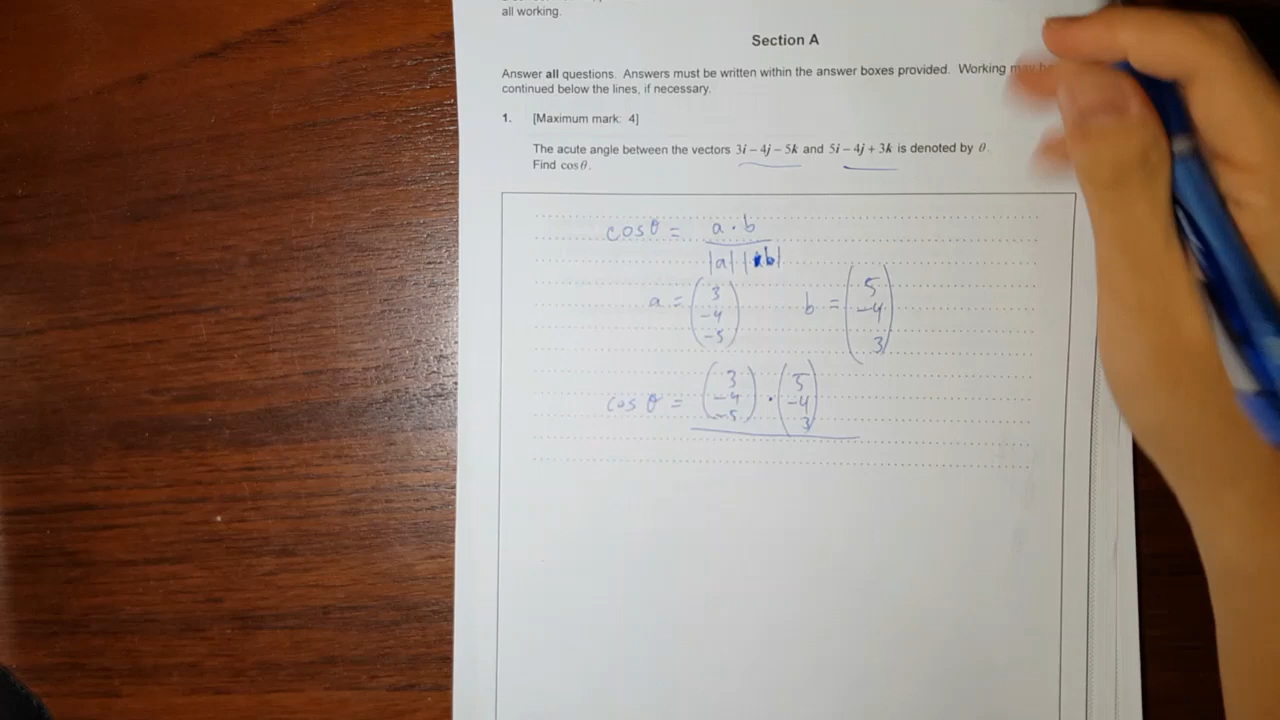 all working.
Section A
Answer all questions. Answers must be written within the answer boxes provided. Working may be
continued below the lines, if necessary.
1. [Maximum mark: 4]
The acute angle between the vectors 3i – 4j – 5k and 5i – 4j + 3k is denoted by θ.
Find cos θ.
cos θ = a · b
|a| |b|
a = (3 -4 -5) b = (5 -4 3)
cos θ = (3 -4 -5) · (5 -4 3)